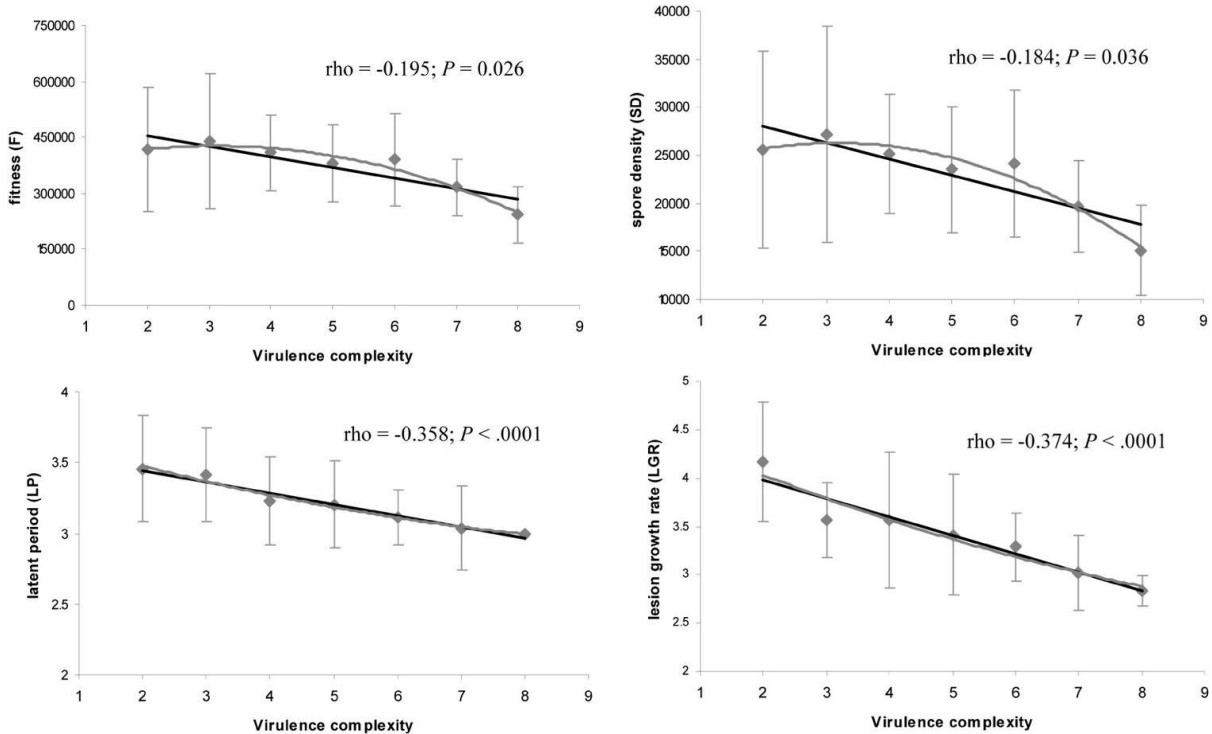 750000
600000
450000
300000
150000
0
fitness (F)
rho = -0.195; P = 0.026
1 2 3 4 5 6 7 8 9
Virulence complexity
40000
35000
30000
25000
20000
15000
10000
spore density (SD)
rho = -0.184; P = 0.036
1 2 3 4 5 6 7 8 9
Virulence complexity
4
3.5
3
2.5
2
latent period (LP)
rho = -0.358; P < .0001
1 2 3 4 5 6 7 8 9
Virulence complexity
5
4.5
4
3.5
3
2.5
2
lesion growth rate (LGR)
rho = -0.374; P < .0001
1 2 3 4 5 6 7 8 9
Virulence complexity